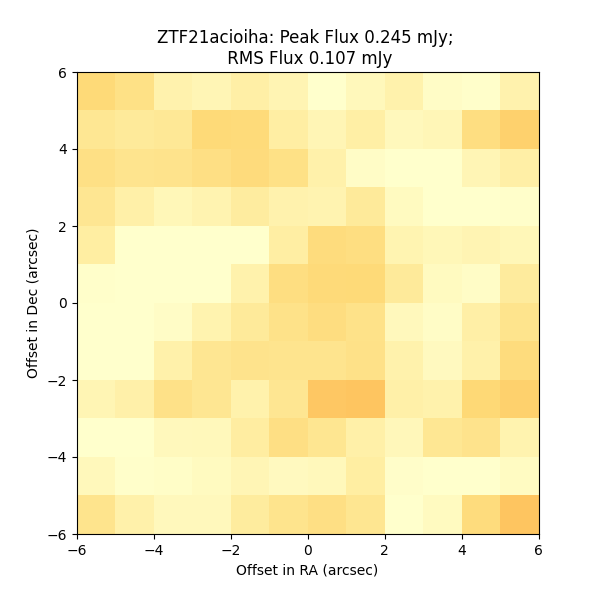 ZTF21acioiha: Peak Flux 0.245 mJy;
RMS Flux 0.107 mJy
6
4
2
0
−2
−4
−6
Offset in Dec (arcsec)
−6 −4 −2 0 2 4 6
Offset in RA (arcsec)